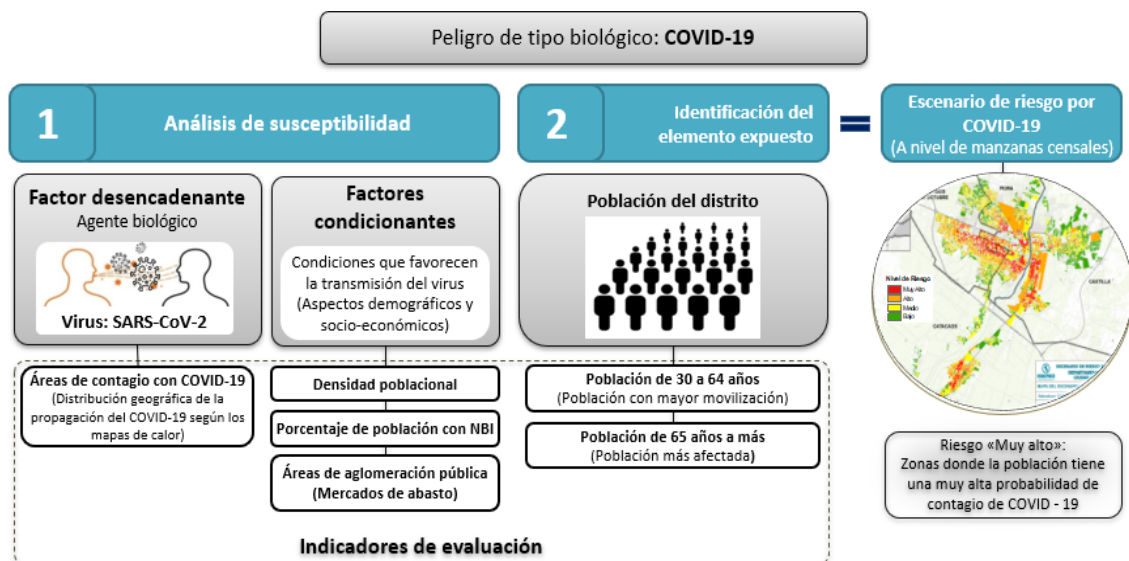 Peligro de tipo biológico: COVID-19
1
Análisis de susceptibilidad
2
Identificación del
elemento expuesto
=
Escenario de riesgo por
COVID-19
(A nivel de manzanas censales)
Factor desencadenante
Agente biológico
Virus: SARS-CoV-2
Factores
condicionantes
Condiciones que favorecen
la transmisión del virus
(Aspectos demográficos y
socio-económicos)
Población del distrito
Nivel de Riesgo
Muy Alto
Alto
Medio
Bajo
CASTILLA
CATACAOS
Áreas de contagio con COVID-19
(Distribución geográfica de la
propagación del COVID-19 según los
mapas de calor)
Densidad poblacional
Porcentaje de población con NBI
Áreas de aglomeración pública
(Mercados de abasto)
Población de 30 a 64 años
(Población con mayor movilización)
Población de 65 años a más
(Población más afectada)
Riesgo «Muy alto»:
Zonas donde la población tiene
una muy alta probabilidad de
contagio de COVID - 19
Indicadores de evaluación